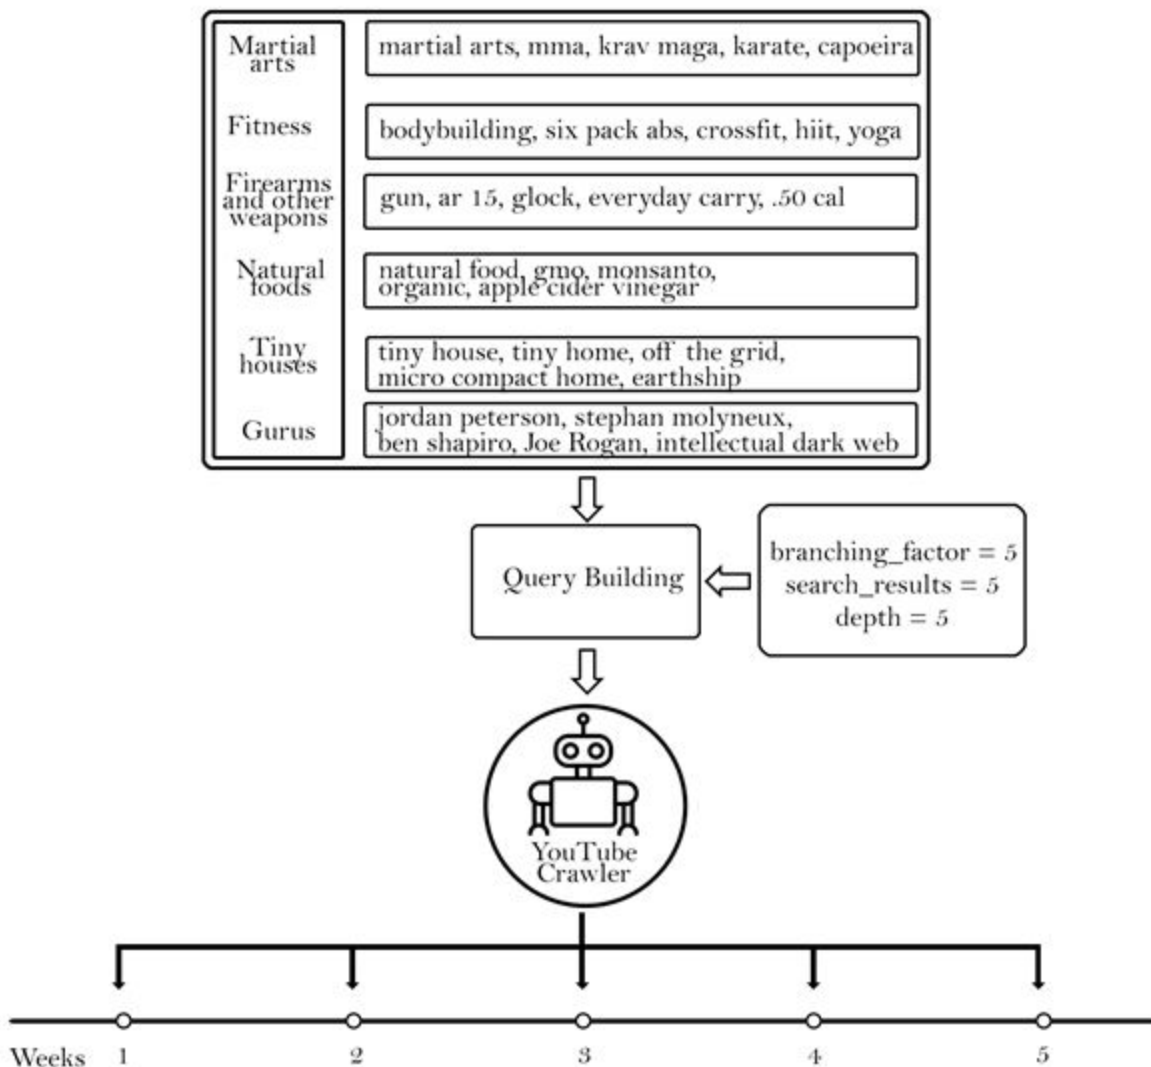 Martial
arts
martial arts, mma, krav maga, karate, capoeira
Fitness
bodybuilding, six pack abs, crossfit, hiit, yoga
Firearms
and other
weapons
gun, ar 15, glock, everyday carry, .50 cal
Natural
foods
natural food, gmo, monsanto,
organic, apple cider vinegar
Tiny
houses
tiny house, tiny home, off the grid,
micro compact home, earthship
Gurus
jordan peterson, stephan molyneux,
ben shapiro, Joe Rogan, intellectual dark web
Query Building
branching_factor = 5
search_results = 5
depth = 5
YouTube
Crawler
Weeks 1 2 3 4 5